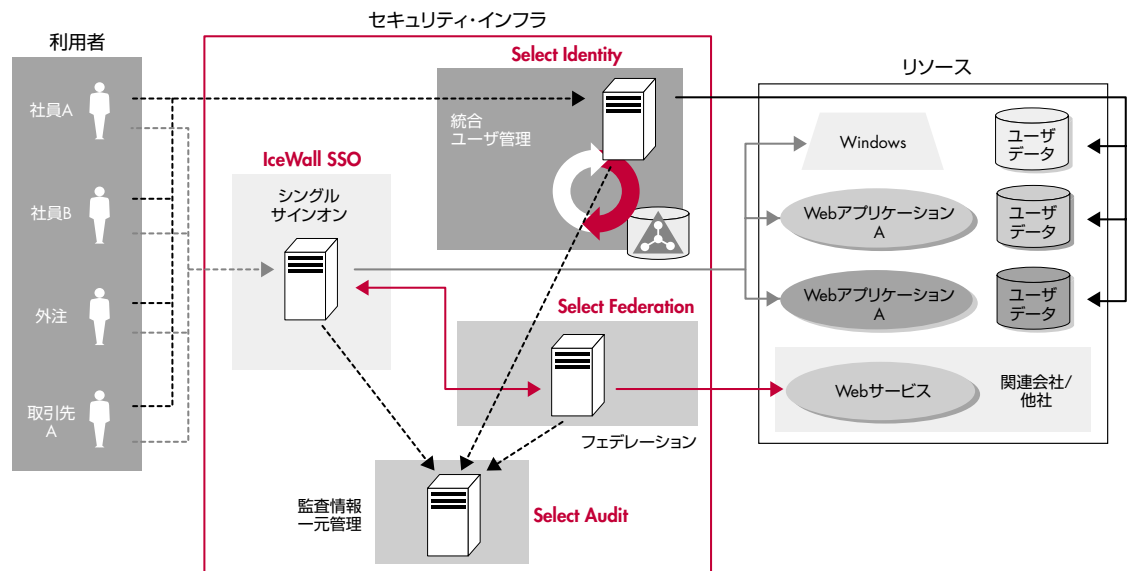 セキュリティ・インフラ
利用者
Select Identity
リソース
社員A
統合
ユーザ管理
Windows
ユーザ
データ
IceWall SSO
シングル
サインオン
社員B
Webアプリケーション
A
ユーザ
データ
外注
Select Federation
Webアプリケーション
A
ユーザ
データ
取引先
A
Webサービス
関連会社/
他社
フェデレーション
監査情報
一元管理
Select Audit